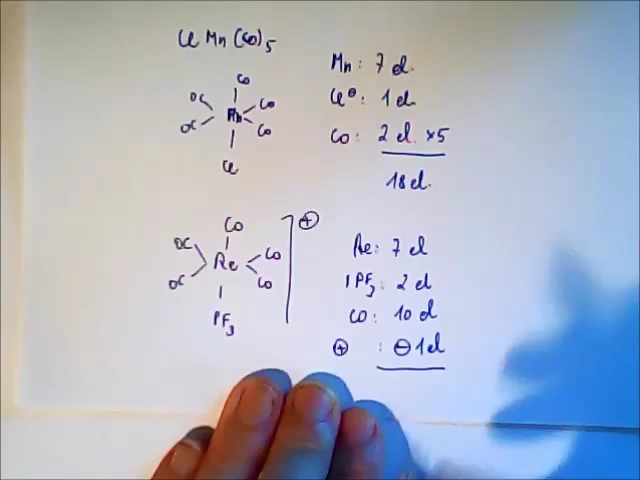 Cl Mn(CO)5
CO
OC CO
Mn
OC CO
Cl
Mn: 7 el.
Cl⊖: 1 el.
CO: 2 el. ×5
18 el.
CO ⊕
OC CO
Re
OC CO
PF3
Re: 7 el
1 PF3: 2 el
CO: 10 el
⊕ : ⊖ 1 el